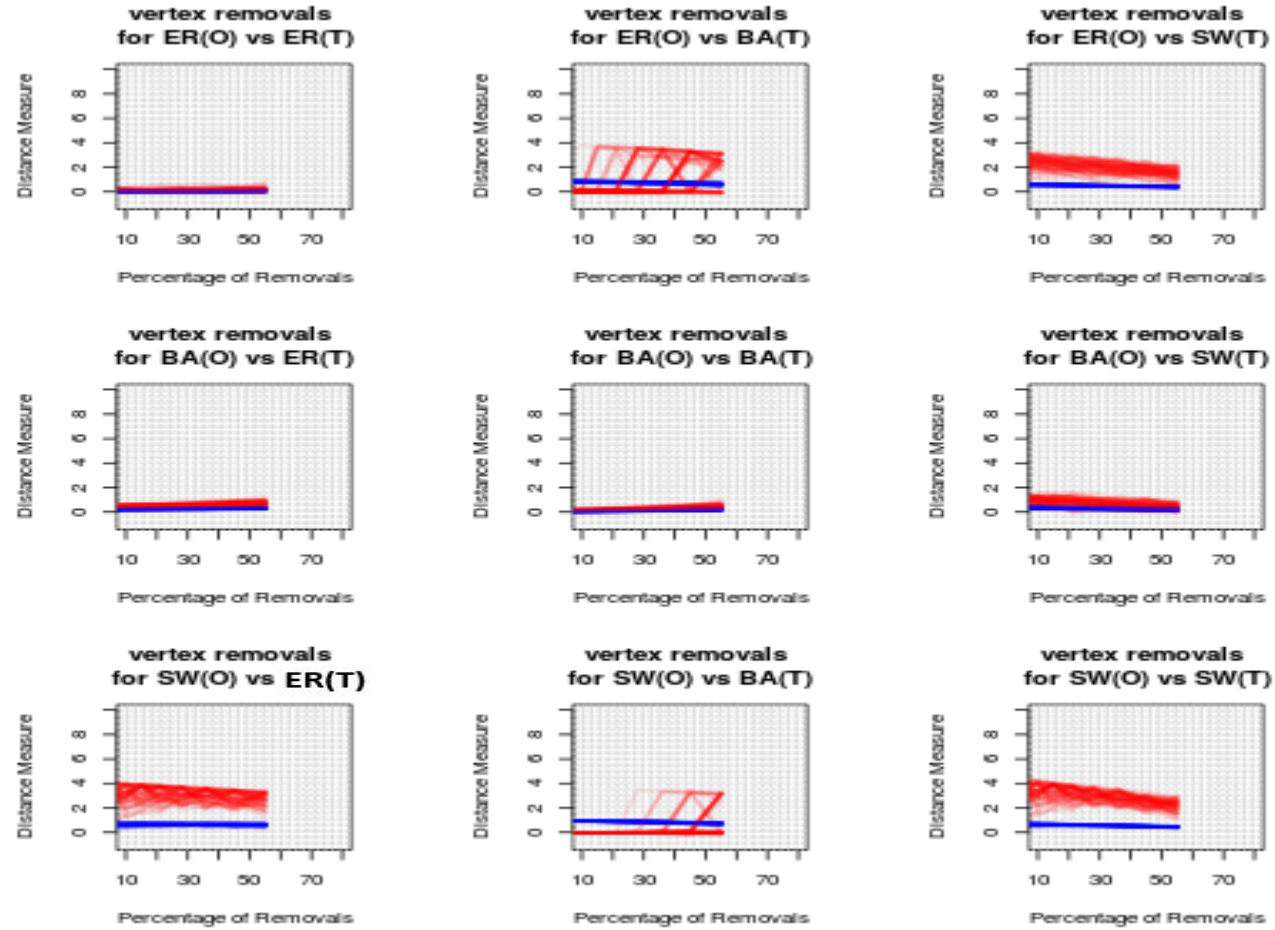 vertex removals
for ER(O) vs ER(T)
Distance Measure
8
6
4
2
0
10 30 50 70
Percentage of Removals
vertex removals
for ER(O) vs BA(T)
Distance Measure
8
6
4
2
0
10 30 50 70
Percentage of Removals
vertex removals
for ER(O) vs SW(T)
Distance Measure
8
6
4
2
0
10 30 50 70
Percentage of Removals
vertex removals
for BA(O) vs ER(T)
Distance Measure
8
6
4
2
0
10 30 50 70
Percentage of Removals
vertex removals
for BA(O) vs BA(T)
Distance Measure
8
6
4
2
0
10 30 50 70
Percentage of Removals
vertex removals
for BA(O) vs SW(T)
Distance Measure
8
6
4
2
0
10 30 50 70
Percentage of Removals
vertex removals
for SW(O) vs ER(T)
Distance Measure
8
6
4
2
0
10 30 50 70
Percentage of Removals
vertex removals
for SW(O) vs BA(T)
Distance Measure
8
6
4
2
0
10 30 50 70
Percentage of Removals
vertex removals
for SW(O) vs SW(T)
Distance Measure
8
6
4
2
0
10 30 50 70
Percentage of Removals